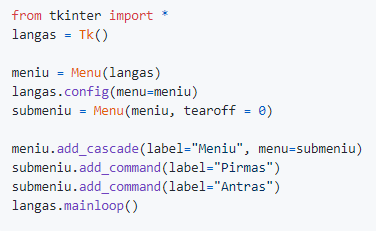 from tkinter import *
langas = Tk()
meniu = Menu(langas)
langas.config(menu=meniu)
submeniu = Menu(meniu, tearoff = 0)
meniu.add_cascade(label="Meniu", menu=submeniu)
submeniu.add_command(label="Pirmas")
submeniu.add_command(label="Antras")
langas.mainloop()